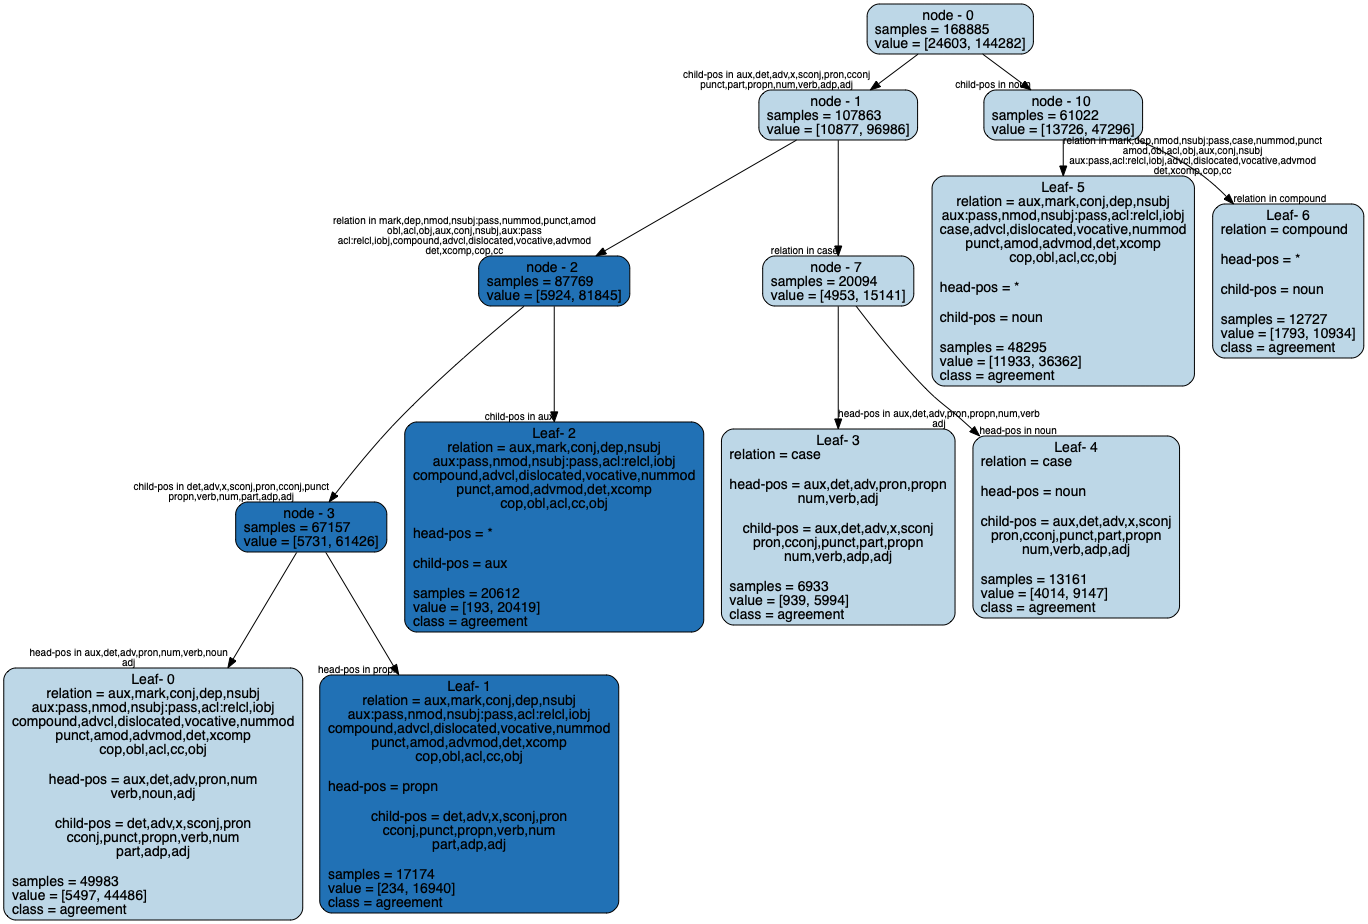 node - 0
samples = 168885
value = [24603, 144282]
child-pos in aux,det,adv,x,sconj,pron,cconj
punct,part,propn,num,verb,adp,adj
child-pos in noun
node - 1
samples = 107863
value = [10877, 96986]
node - 10
samples = 61022
value = [13726, 47296]
relation in mark,dep,nmod,nsubj:pass,case,nummod,punct
amod,obl,acl,obj,aux,conj,nsubj
aux:pass,acl:relcl,iobj,advcl,dislocated,vocative,advmod
det,xcomp,cop,cc
relation in compound
Leaf- 5
relation = aux,mark,conj,dep,nsubj
aux:pass,nmod,nsubj:pass,acl:relcl,iobj
case,advcl,dislocated,vocative,nummod
punct,amod,advmod,det,xcomp
cop,obl,acl,cc,obj
head-pos = *
child-pos = noun
samples = 48295
value = [11933, 36362]
class = agreement
Leaf- 6
relation = compound
head-pos = *
child-pos = noun
samples = 12727
value = [1793, 10934]
class = agreement
relation in mark,dep,nmod,nsubj:pass,nummod,punct,amod
obl,acl,obj,aux,conj,nsubj,aux:pass
acl:relcl,iobj,compound,advcl,dislocated,vocative,advmod
det,xcomp,cop,cc
relation in case
node - 2
samples = 87769
value = [5924, 81845]
node - 7
samples = 20094
value = [4953, 15141]
child-pos in aux
head-pos in aux,det,adv,pron,propn,num,verb
adj
head-pos in noun
Leaf- 2
relation = aux,mark,conj,dep,nsubj
aux:pass,nmod,nsubj:pass,acl:relcl,iobj
compound,advcl,dislocated,vocative,nummod
punct,amod,advmod,det,xcomp
cop,obl,acl,cc,obj
head-pos = *
child-pos = aux
samples = 20612
value = [193, 20419]
class = agreement
Leaf- 3
relation = case
head-pos = aux,det,adv,pron,propn
num,verb,adj
child-pos = aux,det,adv,x,sconj
pron,cconj,punct,part,propn
num,verb,adp,adj
samples = 6933
value = [939, 5994]
class = agreement
Leaf- 4
relation = case
head-pos = noun
child-pos = aux,det,adv,x,sconj
pron,cconj,punct,part,propn
num,verb,adp,adj
samples = 13161
value = [4014, 9147]
class = agreement
child-pos in det,adv,x,sconj,pron,cconj,punct
propn,verb,num,part,adp,adj
node - 3
samples = 67157
value = [5731, 61426]
head-pos in aux,det,adv,pron,num,verb,noun
adj
head-pos in propn
Leaf- 0
relation = aux,mark,conj,dep,nsubj
aux:pass,nmod,nsubj:pass,acl:relcl,iobj
compound,advcl,dislocated,vocative,nummod
punct,amod,advmod,det,xcomp
cop,obl,acl,cc,obj
head-pos = aux,det,adv,pron,num
verb,noun,adj
child-pos = det,adv,x,sconj,pron
cconj,punct,propn,verb,num
part,adp,adj
samples = 49983
value = [5497, 44486]
class = agreement
Leaf- 1
relation = aux,mark,conj,dep,nsubj
aux:pass,nmod,nsubj:pass,acl:relcl,iobj
compound,advcl,dislocated,vocative,nummod
punct,amod,advmod,det,xcomp
cop,obl,acl,cc,obj
head-pos = propn
child-pos = det,adv,x,sconj,pron
cconj,punct,propn,verb,num
part,adp,adj
samples = 17174
value = [234, 16940]
class = agreement